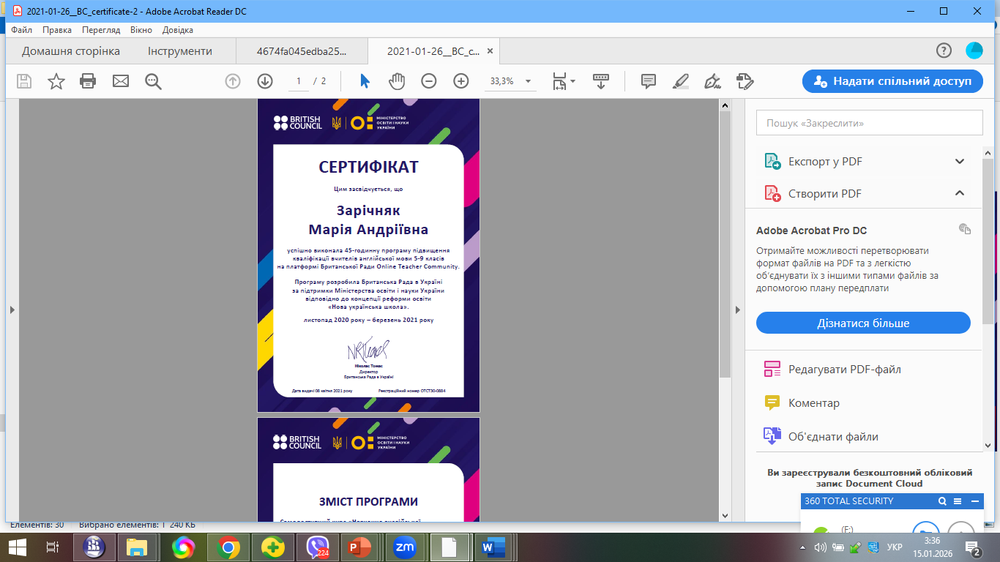 2021-01-26__BC_certificate-2 - Adobe Acrobat Reader DC
Файл Правка Перегляд Вікно Довідка
Домашня сторінка Інструменти 4674fa045edba25... 2021-01-26__BC_c...
1 / 2 33,3% Надати спільний доступ
BRITISH COUNCIL
МІНІСТЕРСТВО
ОСВІТИ І НАУКИ
УКРАЇНИ
СЕРТИФІКАТ
Цим засвідчується, що
Зарічняк
Марія Андріївна
успішно виконала 45-годинну програму підвищення
кваліфікації вчителів англійської мови 5-9 класів
на платформі Британської Ради Online Teacher Community.
Програму розробила Британська Рада в Україні
за підтримки Міністерства освіти і науки України
відповідно до концепції реформи освіти
«Нова українська школа».
листопад 2020 року – березень 2021 року
Ніколас Томас
Директор
Британська Рада в Україні
Дата видачі 08 квітня 2021 року Реєстраційний номер OTCT30-0884
BRITISH COUNCIL
МІНІСТЕРСТВО
ОСВІТИ І НАУКИ
УКРАЇНИ
ЗМІСТ ПРОГРАМИ
Пошук «Закреслити»
Експорт у PDF
Створити PDF
Adobe Acrobat Pro DC
Отримайте можливості перетворювати
формат файлів на PDF та з легкістю
об'єднувати їх з іншими типами файлів за
допомогою плану передплати
Дізнатися більше
Редагувати PDF-файл
Коментар
Об'єднати файли
Ви зареєстрували безкоштовний обліковий
запис Document Cloud
360 TOTAL SECURITY
(F:)
Елементів: 30 Вибрано елементів: 1 240 КБ
224
zm
УКР
3:36
15.01.2026
2